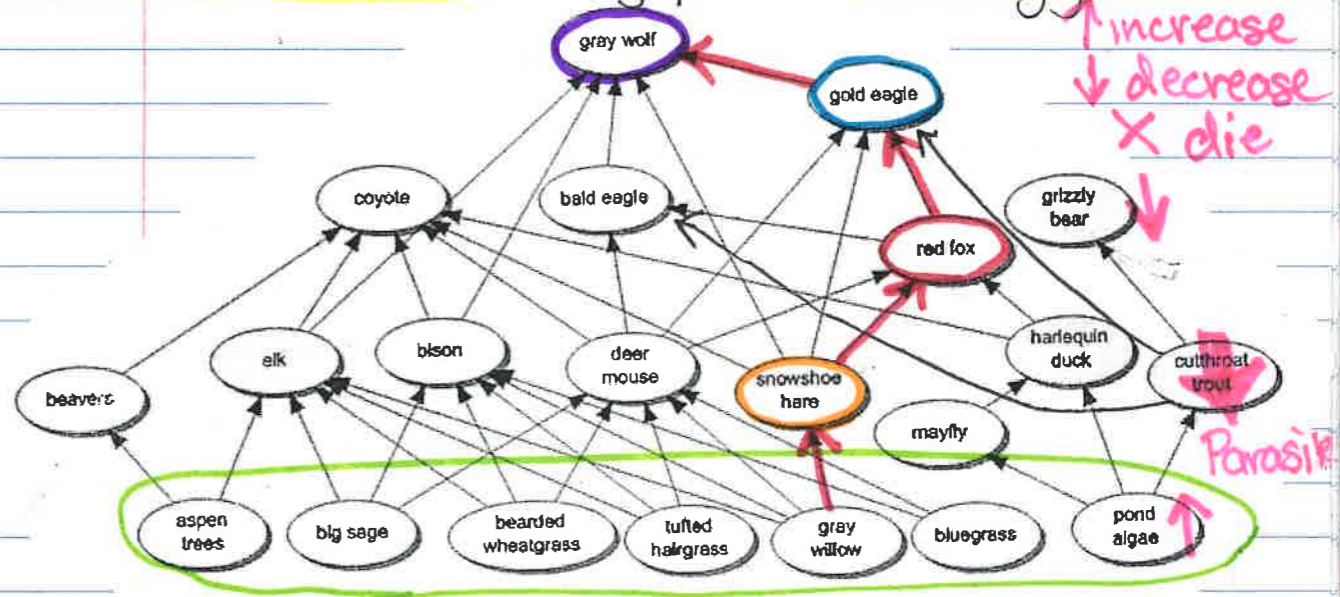 ↑ increase
↓ decrease
X die
gray wolf
gold eagle
coyote
bald eagle
grizzly
bear
red fox
beavers
elk
bison
deer
mouse
snowshoe
hare
harlequin
duck
cutthroat
trout
mayfly
aspen
trees
big sage
bearded
wheatgrass
tufted
hairgrass
gray
willow
bluegrass
pond
algae